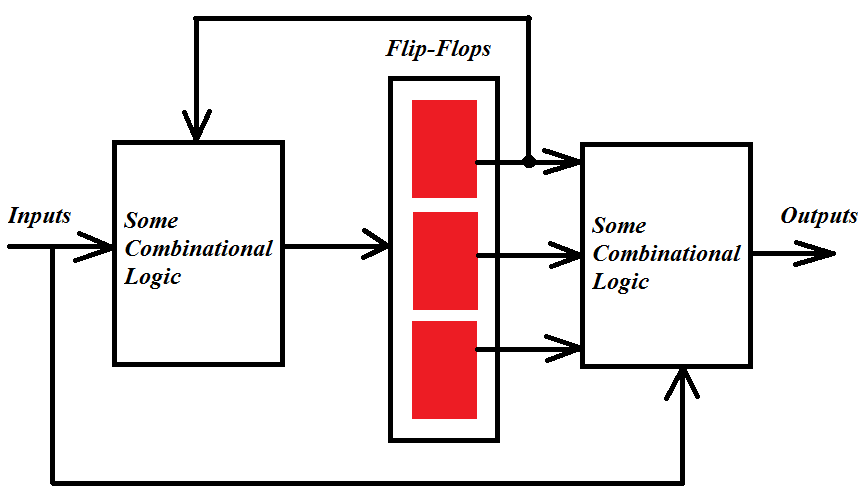 Flip-Flops
Inputs
Some
Combinational
Logic
Some
Combinational
Logic
Outputs